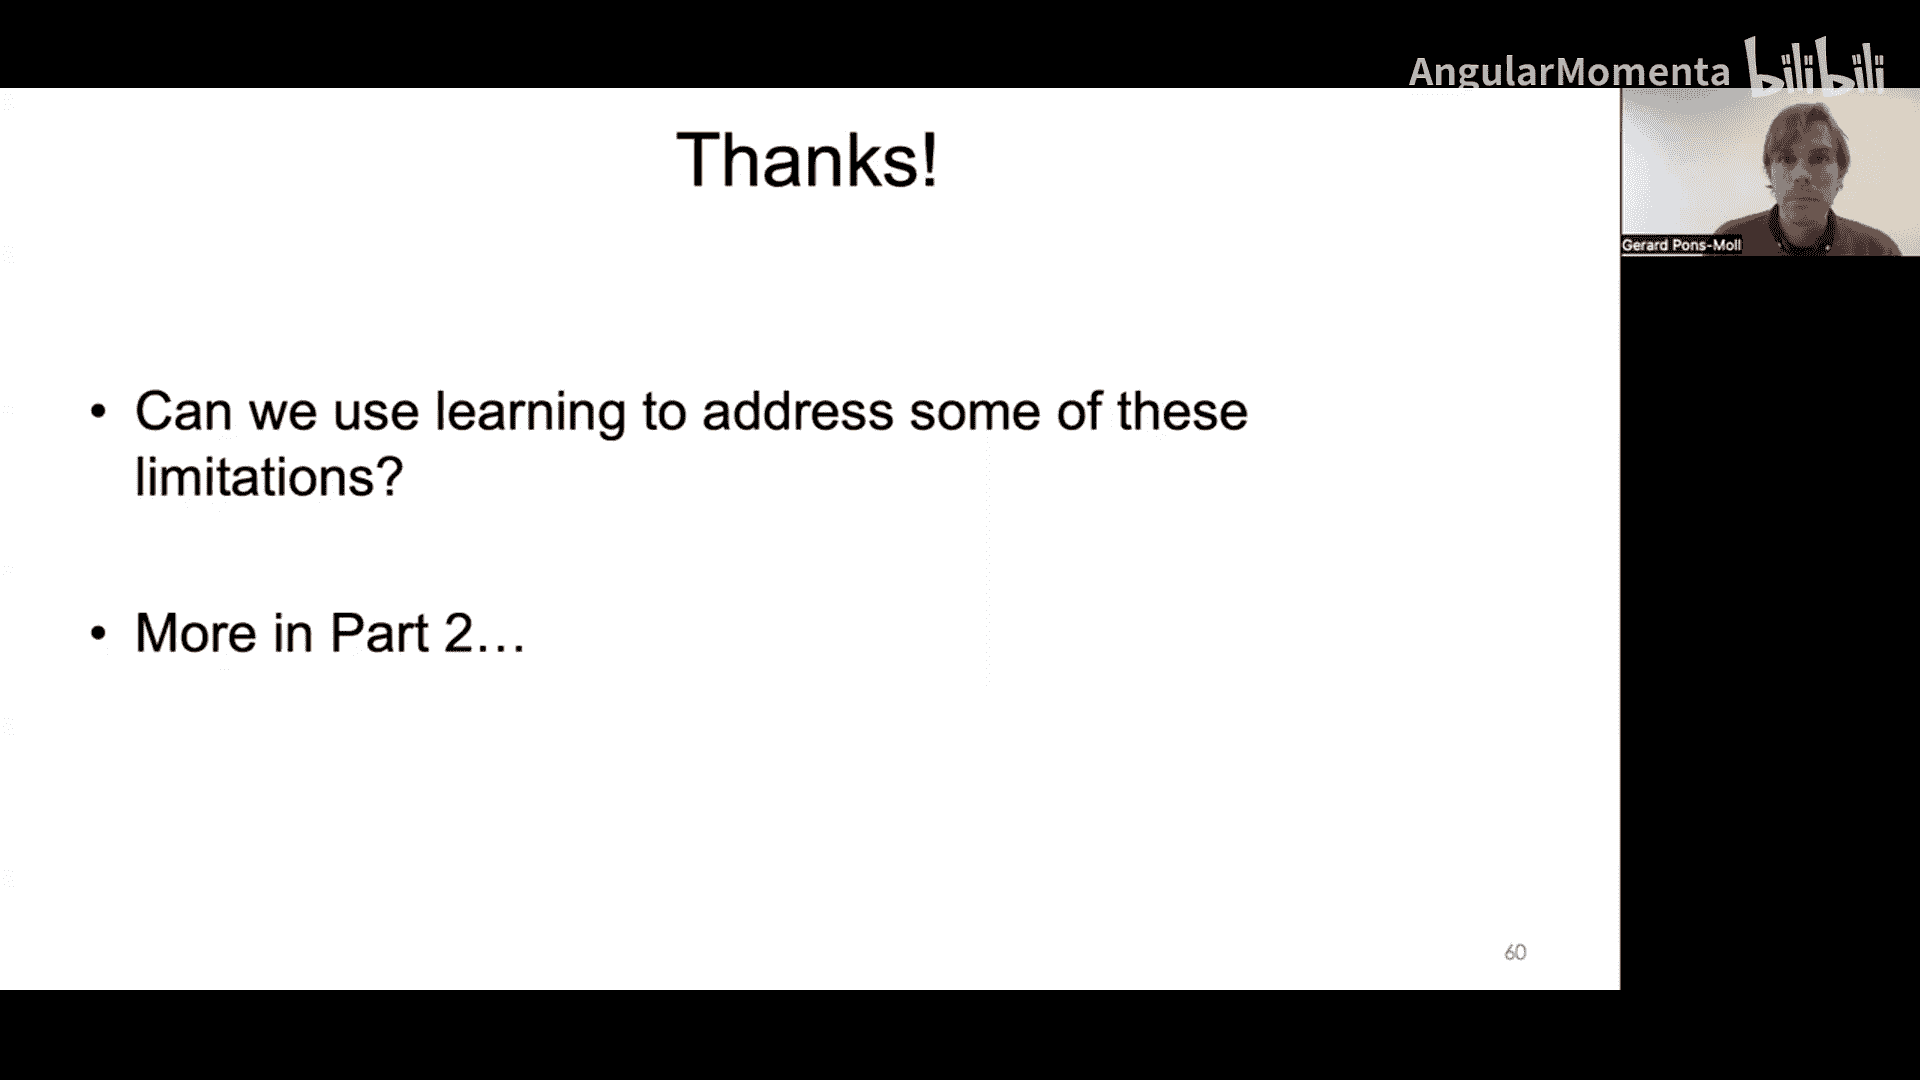 AngularMomenta bilibili
Thanks!
Gerard Pons-Moll
• Can we use learning to address some of these
limitations?
• More in Part 2…
60